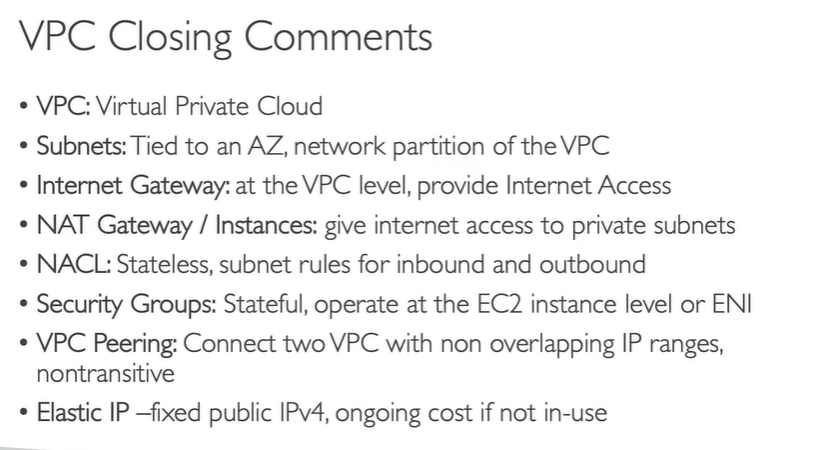 VPC Closing Comments
• VPC: Virtual Private Cloud
• Subnets: Tied to an AZ, network partition of the VPC
• Internet Gateway: at the VPC level, provide Internet Access
• NAT Gateway / Instances: give internet access to private subnets
• NACL: Stateless, subnet rules for inbound and outbound
• Security Groups: Stateful, operate at the EC2 instance level or ENI
• VPC Peering: Connect two VPC with non overlapping IP ranges,
nontransitive
• Elastic IP –fixed public IPv4, ongoing cost if not in-use